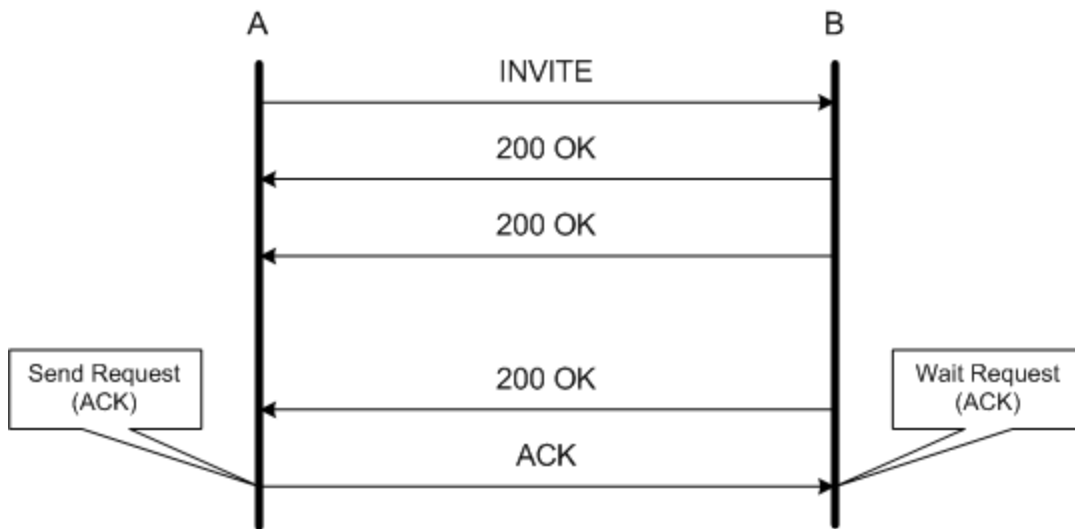 A
B
INVITE
200 OK
200 OK
Send Request
(ACK)
200 OK
Wait Request
(ACK)
ACK